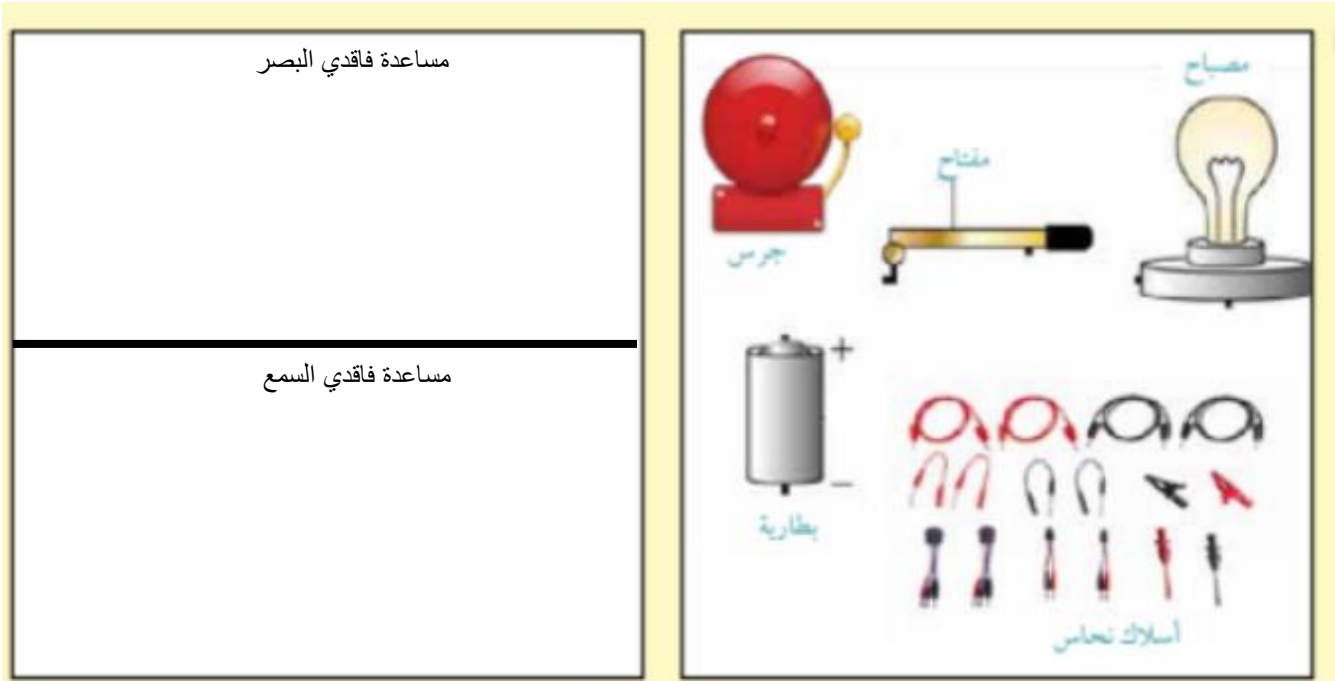 مساعدة فاقدي البصر
مساعدة فاقدي السمع
مصباح
مفتاح
جرس
+
−
بطارية
أسلاك نحاس